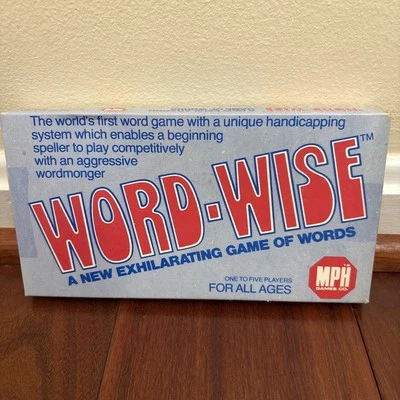 The world's first word game with a unique handicapping
system which enables a beginning
speller to play competitively
with an aggressive
wordmonger
WORD-WISE™
A NEW EXHILARATING GAME OF WORDS
ONE TO FIVE PLAYERS
FOR ALL AGES
MPH
GAMES CO.